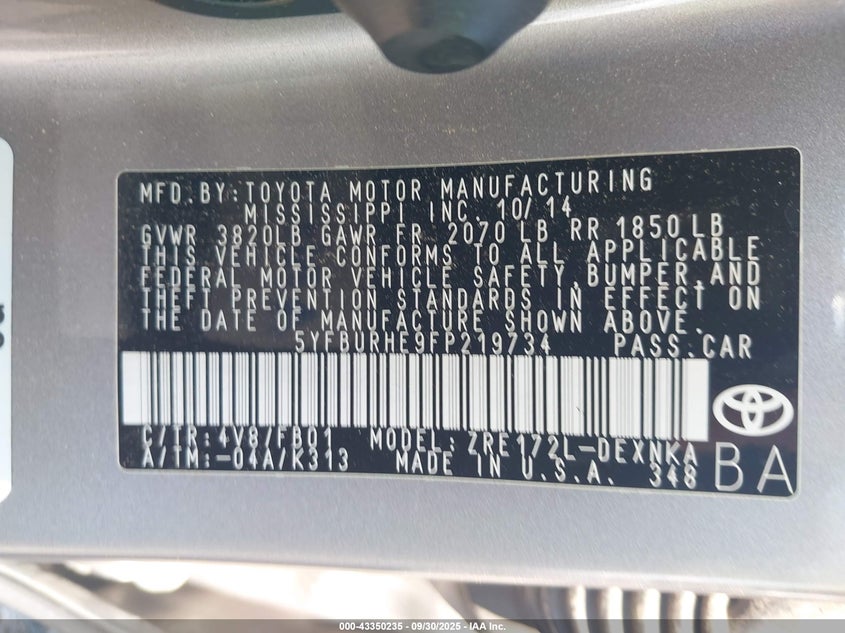 MFD. BY: TOYOTA MOTOR MANUFACTURING
MISSISSIPPI INC. 10/14
GVWR 3820LB GAWR FR 2070 LB RR 1850 LB
THIS VEHICLE CONFORMS TO ALL APPLICABLE
FEDERAL MOTOR VEHICLE SAFETY,BUMPER,AND
THEFT PREVENTION STANDARDS IN EFFECT ON
THE DATE OF MANUFACTURE SHOWN ABOVE.
5YFBURHE9FP219734 PASS.CAR
C/TR:4V8/FB01 MODEL:ZRE172L-DEXNKA
A/TM:-04A/K313 MADE IN U.S.A. 348
BA
000-43350235 - 09/30/2025 - IAA, Inc.